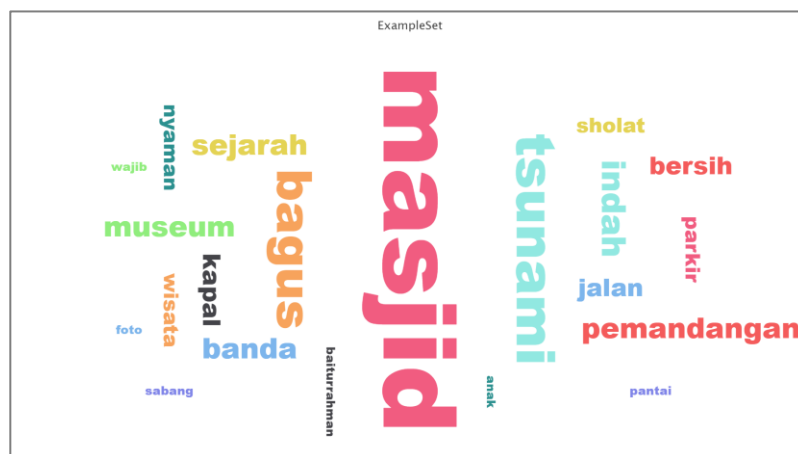 ExampleSet
masjid
tsunami
bagus
sejarah
nyaman
wajib
museum
kapal
wisata
foto
banda
sabang
baiturrahman
anak
sholat
indah
bersih
parkir
jalan
pemandangan
pantai